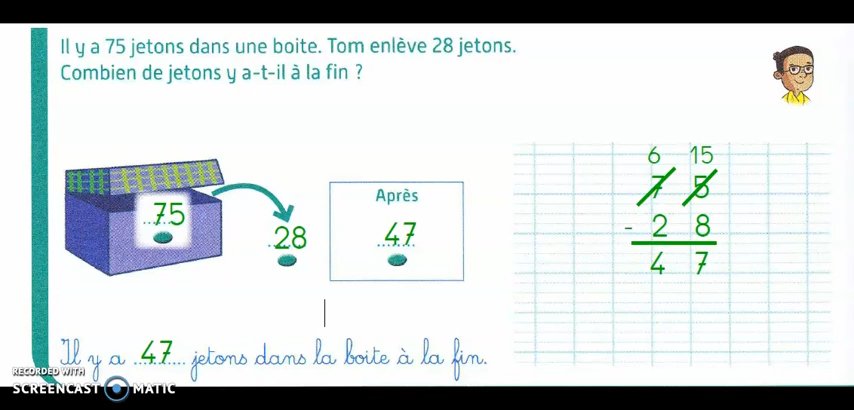 Il y a 75 jetons dans une boite. Tom enlève 28 jetons.
Combien de jetons y a-t-il à la fin ?
75
28
Après
47
6 15
7 5
- 2 8
4 7
Il y a 47 jetons dans la boite à la fin.
RECORDED WITH
SCREENCAST MATIC